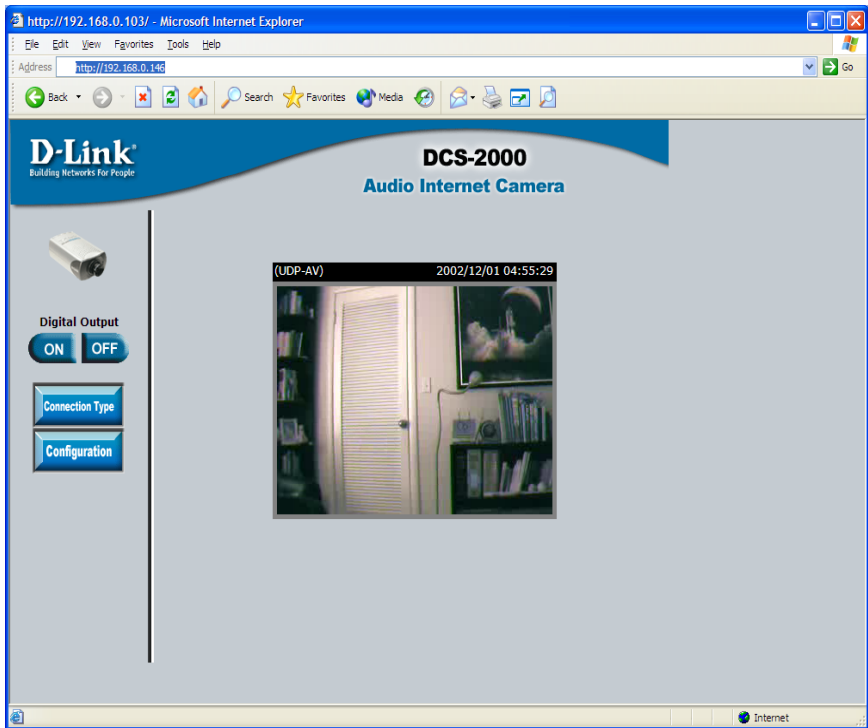 http://192.168.0.103/ - Microsoft Internet Explorer
File Edit View Favorites Tools Help
Address http://192.168.0.146 Go
Back Search Favorites Media
D-Link®
Building Networks for People
DCS-2000
Audio Internet Camera
(UDP-AV) 2002/12/01 04:55:29
Digital Output
ON OFF
Connection Type
Configuration
Internet